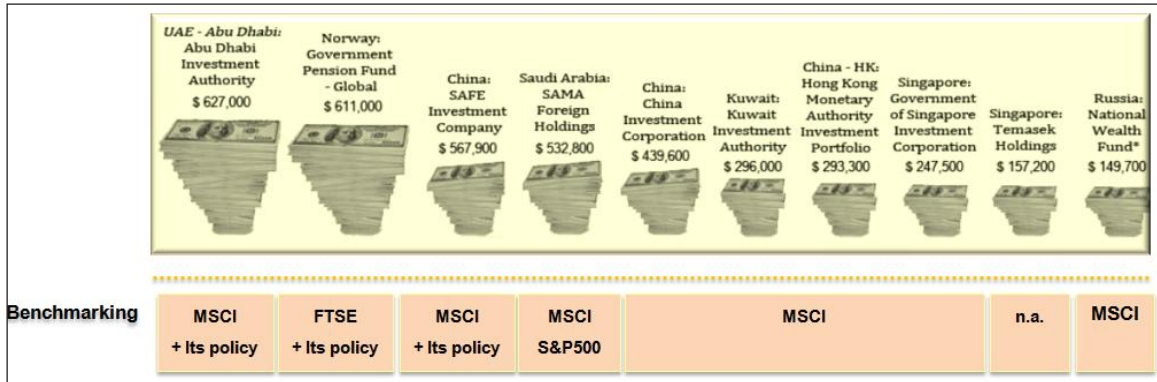 UAE - Abu Dhabi:
Abu Dhabi
Investment
Authority
$ 627,000
Norway:
Government
Pension Fund
- Global
$ 611,000
China:
SAFE
Investment
Company
$ 567,900
Saudi Arabia:
SAMA
Foreign
Holdings
$ 532,800
China:
China
Investment
Corporation
$ 439,600
Kuwait:
Kuwait
Investment
Authority
$ 296,000
China - HK:
Hong Kong
Monetary
Authority
Investment
Portfolio
$ 293,300
Singapore:
Government
of Singapore
Investment
Corporation
$ 247,500
Singapore:
Temasek
Holdings
$ 157,200
Russia:
National
Wealth
Fund*
$ 149,700
Benchmarking
MSCI
+ Its policy
FTSE
+ Its policy
MSCI
+ Its policy
MSCI
S&P500
MSCI
n.a.
MSCI